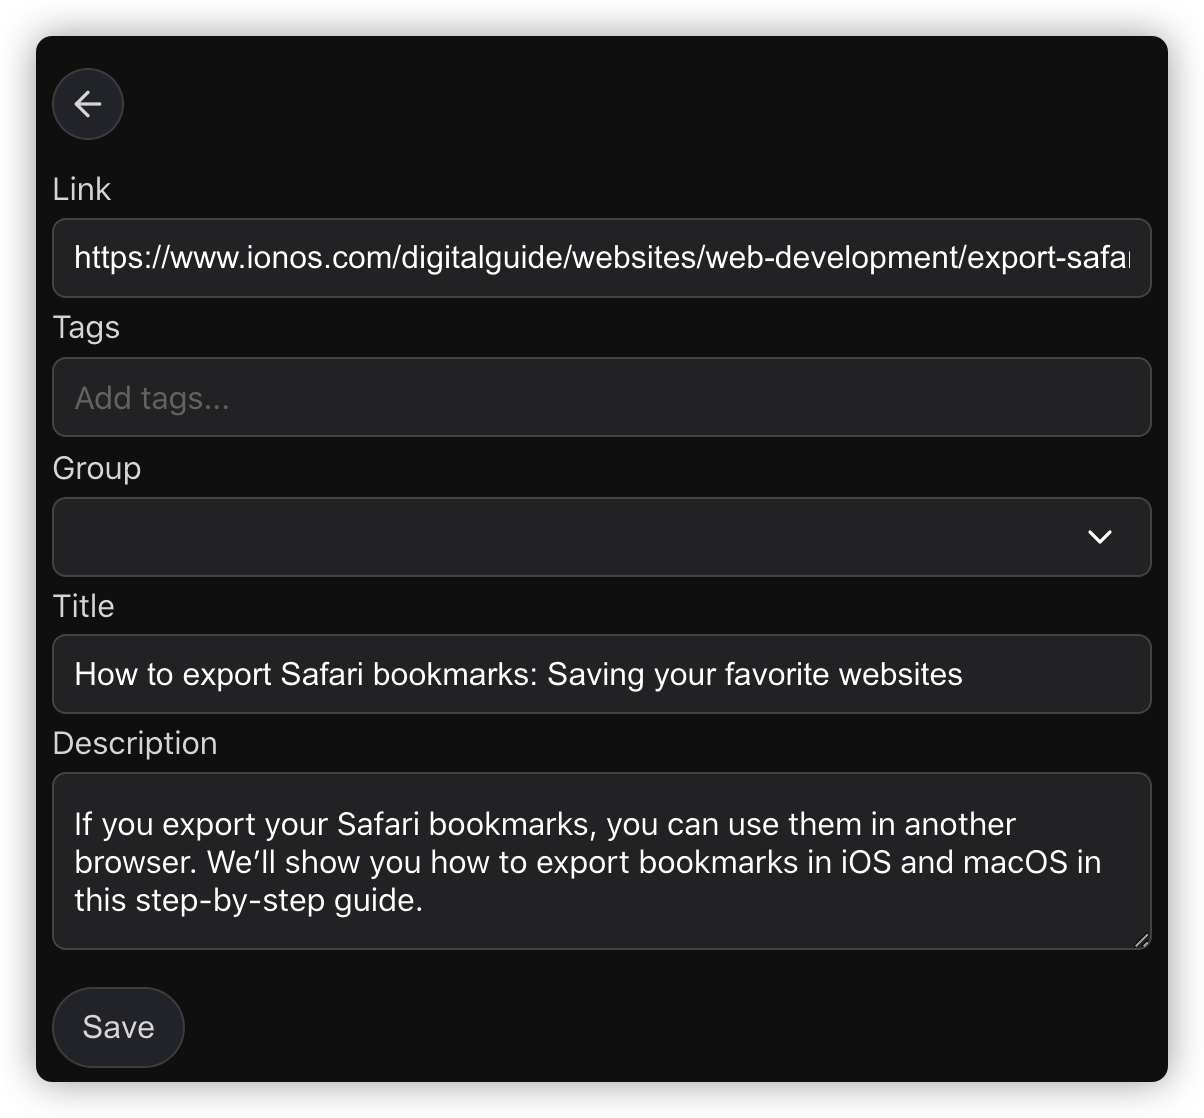 Link
https://www.ionos.com/digitalguide/websites/web-development/export-safa
Tags
Add tags...
Group
Title
How to export Safari bookmarks: Saving your favorite websites
Description
If you export your Safari bookmarks, you can use them in another
browser. We’ll show you how to export bookmarks in iOS and macOS in
this step-by-step guide.
Save